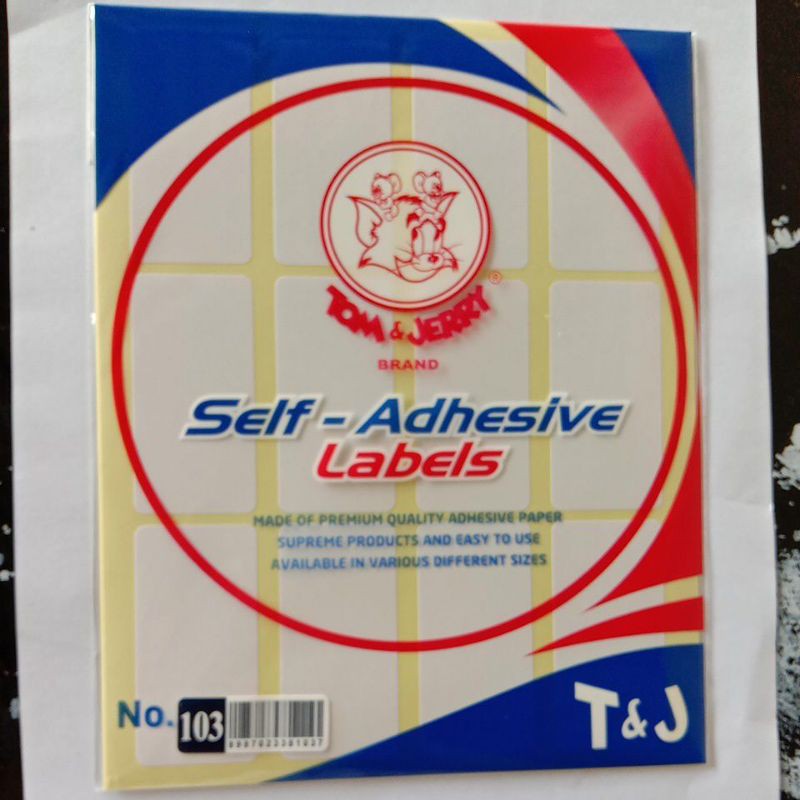 TOM & JERRY ®
BRAND
Self - Adhesive
Labels
MADE OF PREMIUM QUALITY ADHESIVE PAPER
SUPREME PRODUCTS AND EASY TO USE
AVAILABLE IN VARIOUS DIFFERENT SIZES
No. 103
T & J